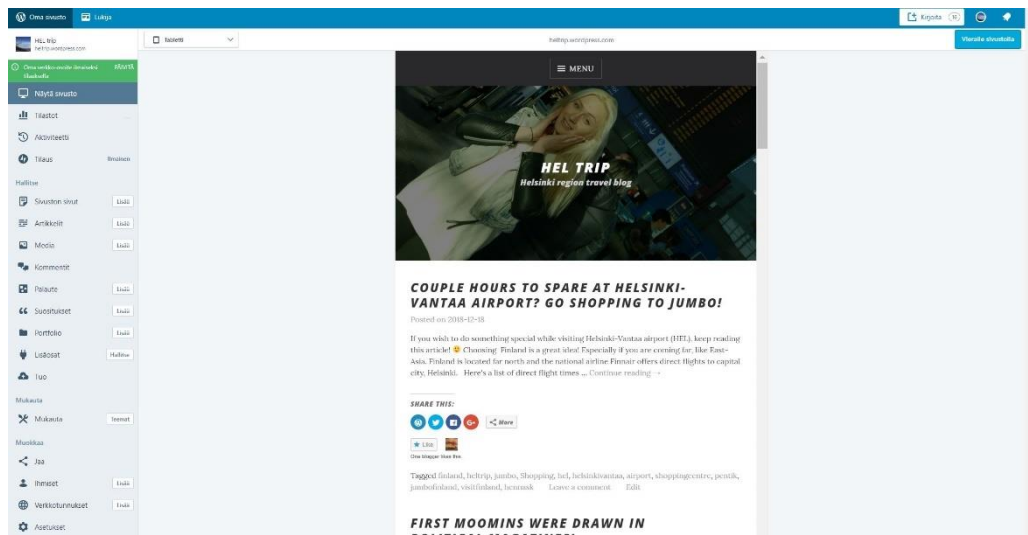 Oma sivusto
Lukija
Kirjoita
HEL trip
heltrip.wordpress.com
PÄIVITÄ
Näytä sivusto
Tilastot
Aktiviteetti
Tilaus
Ilmainen
Hallitse
Sivuston sivut
Lisää
Artikkelit
Lisää
Media
Lisää
Kommentit
Palaute
Lisää
Suositukset
Lisää
Portfolio
Lisää
Lisäosat
Hallitse
Tuo
Mukauta
Mukauta
Teemat
Muokkaa
Jaa
Ihmiset
Lisää
Verkkotunnukset
Lisää
Asetukset
Tabletti
heltrip.wordpress.com
Vieraile sivustolla
MENU
HEL TRIP
Helsinki region travel blog
COUPLE HOURS TO SPARE AT HELSINKI-
VANTAA AIRPORT? GO SHOPPING TO JUMBO!
Posted on 2018-12-18
If you wish to do something special while visiting Helsinki-Vantaa airport (HEL), keep reading
this article! 😉 Choosing Finland is a great idea! Especially if you are coming far, like East-
Asia. Finland is located far north and the national airline Finnair offers direct flights to capital
city, Helsinki. Here's a list of direct flight times ... Continue reading →
SHARE THIS:
More
Like
One blogger likes this.
Tagged finland, heltrip, jumbo, Shopping, hel, helsinkivantaa, airport, shoppingcentre, pentik,
jumbofinland, visitfinland, Leave a comment Edit
FIRST MOOMINS WERE DRAWN IN
POLITICAL MAGAZINES!